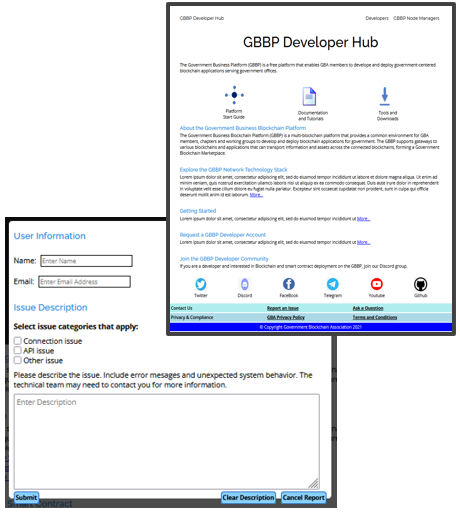 GBBP Developer Hub
Developers GBBP Node Managers
GBBP Developer Hub
The Government Business Platform (GBBP) is a free platform that enables GBA members to develop and deploy government-centered
blockchain applications serving government offices.
Platform
Start Guide
Documentation
and Tutorials
Tools and
Downloads
About the Government Business Blockchain Platform
The Government Business Blockchain Platform (GBBP) is a multi-blockchain platform that provides a common environment for GBA
members, chapters and working groups to develop and deploy blockchain applications for government. The GBBP supports gateways to
various blockchains and applications that can transport information and assets across the connected blockchains, forming a Government
Blockchain Marketplace.
Explore the GBBP Network Technology Stack
Lorem ipsum dolor sit amet, consectetur adipiscing elit, sed do eiusmod tempor incididunt ut labore et dolore magna aliqua. Ut enim ad
minim veniam, quis nostrud exercitation ullamco laboris nisi ut aliquip ex ea commodo consequat. Duis aute irure dolor in reprehenderit
in voluptate velit esse cillum dolore eu fugiat nulla pariatur. Excepteur sint occaecat cupidatat non proident, sunt in culpa qui officia
deserunt mollit anim id est laborum. More...
Getting Started
Lorem ipsum dolor sit amet, consectetur adipiscing elit, sed do eiusmod tempor incididunt ut More...
Request a GBBP Developer Account
Lorem ipsum dolor sit amet, consectetur adipiscing elit, sed do eiusmod tempor incididunt ut More...
Join the GBBP Developer Community
If you are a developer and interested in Blockchain and smart contract deployment on the GBBP, join our Discord group.
Twitter Discord FaceBook Telegram Youtube Github
Contact Us Report an Issue Ask a Question
Privacy & Compliance GBA Privacy Policy Terms and Conditions
© Copyright Government Blockchain Association 2021
User Information
Name: Enter Name
Email: Enter Email Address
Issue Description
Select issue categories that apply:
Connection issue
API issue
Other issue
Please describe the issue. Include error mesages and unexpected system behavior. The
technical team may need to contact you for more information.
Enter Description
Submit Clear Description Cancel Report
Smart Contract